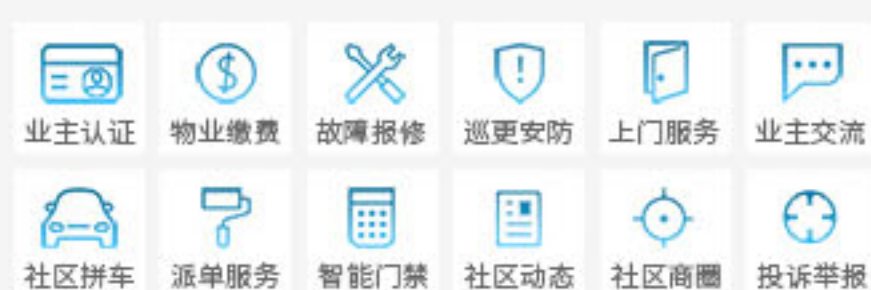 业主认证 物业缴费 故障报修 巡更安防 上门服务 业主交流
社区拼车 派单服务 智能门禁 社区动态 社区商圈 投诉举报